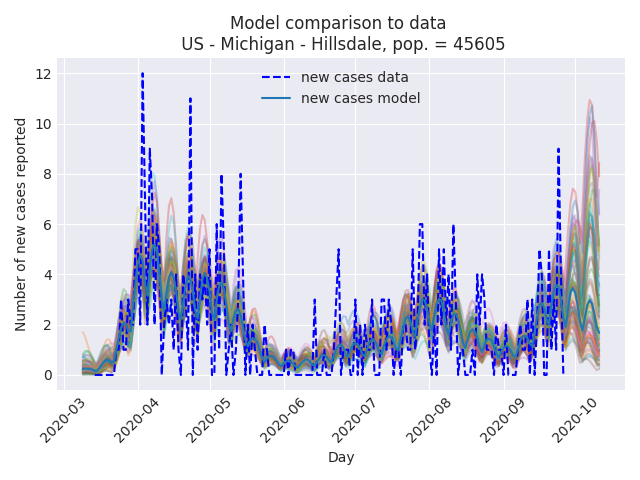 Model comparison to data
US - Michigan - Hillsdale, pop. = 45605
new cases data
new cases model
Number of new cases reported
12
10
8
6
4
2
0
2020-03
2020-04
2020-05
2020-06
2020-07
2020-08
2020-09
2020-10
Day